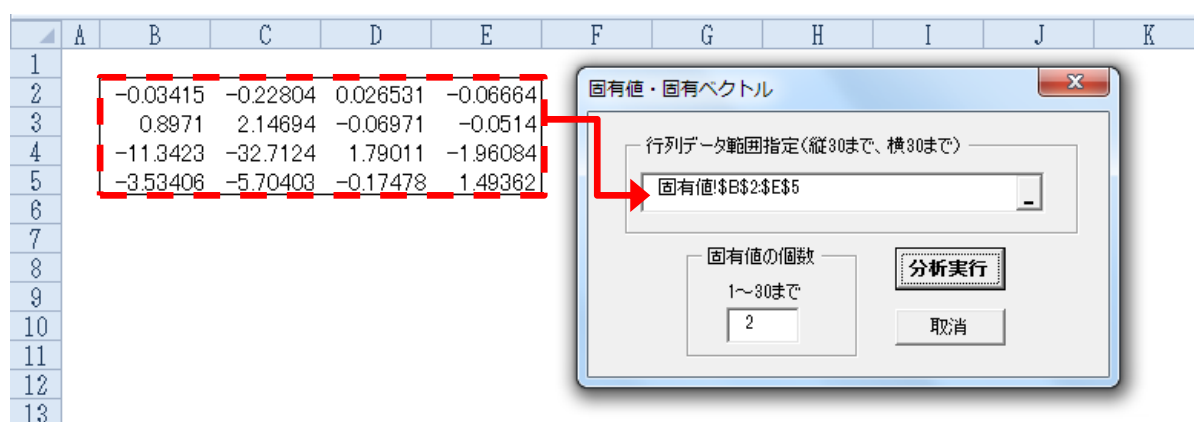 A B C D E F G H I J K
1
2 -0.03415 -0.22804 0.026531 -0.06664
3 0.8971 2.14694 -0.06971 -0.0514
4 -11.3423 -32.7124 1.79011 -1.96084
5 -3.53406 -5.70403 -0.17478 1.49362
6
7
8
9
10
11
12
13
固有値・固有ベクトル
行列データ範囲指定(縦30まで、横30まで)
固有値!$B$2:$E$5
固有値の個数
1～30まで
2
分析実行
取消